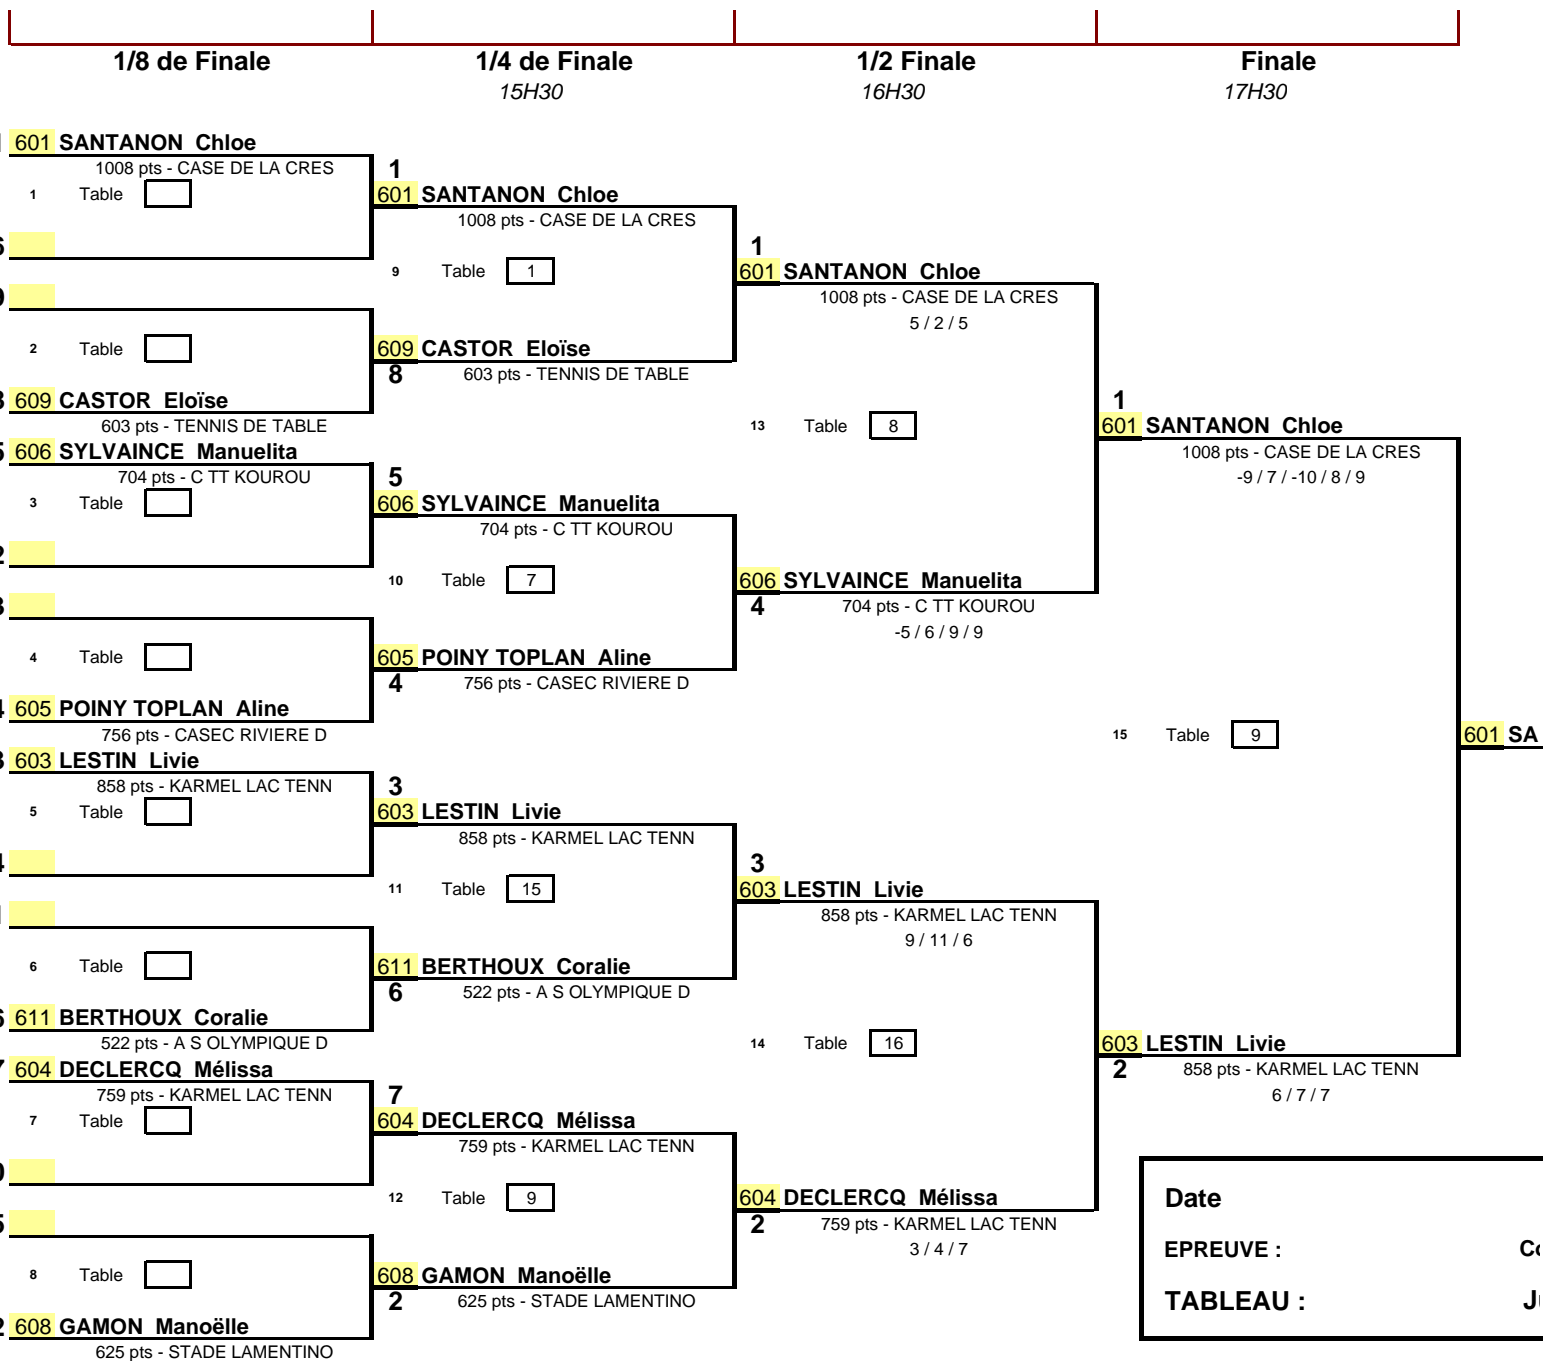 1/8 de Finale
1/4 de Finale
1/2 Finale
Finale
15H30
16H30
17H30
601 SANTANON Chloe
1008 pts - CASE DE LA CRES
1 Table
2 Table
609 CASTOR Eloïse
603 pts - TENNIS DE TABLE
606 SYLVAINCE Manuelita
704 pts - C TT KOUROU
3 Table
4 Table
605 POINY TOPLAN Aline
756 pts - CASEC RIVIERE D
603 LESTIN Livie
858 pts - KARMEL LAC TENN
5 Table
6 Table
611 BERTHOUX Coralie
522 pts - A S OLYMPIQUE D
604 DECLERCQ Mélissa
759 pts - KARMEL LAC TENN
7 Table
8 Table
608 GAMON Manoëlle
625 pts - STADE LAMENTINO
1
601 SANTANON Chloe
1008 pts - CASE DE LA CRES
9 Table 1
609 CASTOR Eloïse
8 603 pts - TENNIS DE TABLE
5
606 SYLVAINCE Manuelita
704 pts - C TT KOUROU
10 Table 7
605 POINY TOPLAN Aline
4 756 pts - CASEC RIVIERE D
3
603 LESTIN Livie
858 pts - KARMEL LAC TENN
11 Table 15
611 BERTHOUX Coralie
6 522 pts - A S OLYMPIQUE D
7
604 DECLERCQ Mélissa
759 pts - KARMEL LAC TENN
12 Table 9
608 GAMON Manoëlle
2 625 pts - STADE LAMENTINO
1
601 SANTANON Chloe
1008 pts - CASE DE LA CRES
5 / 2 / 5
13 Table 8
606 SYLVAINCE Manuelita
4 704 pts - C TT KOUROU
-5 / 6 / 9 / 9
3
603 LESTIN Livie
858 pts - KARMEL LAC TENN
9 / 11 / 6
14 Table 16
604 DECLERCQ Mélissa
2 759 pts - KARMEL LAC TENN
3 / 4 / 7
1
601 SANTANON Chloe
1008 pts - CASE DE LA CRES
-9 / 7 / -10 / 8 / 9
15 Table 9
603 LESTIN Livie
2 858 pts - KARMEL LAC TENN
6 / 7 / 7
601 SA
Date
EPREUVE :
TABLEAU :